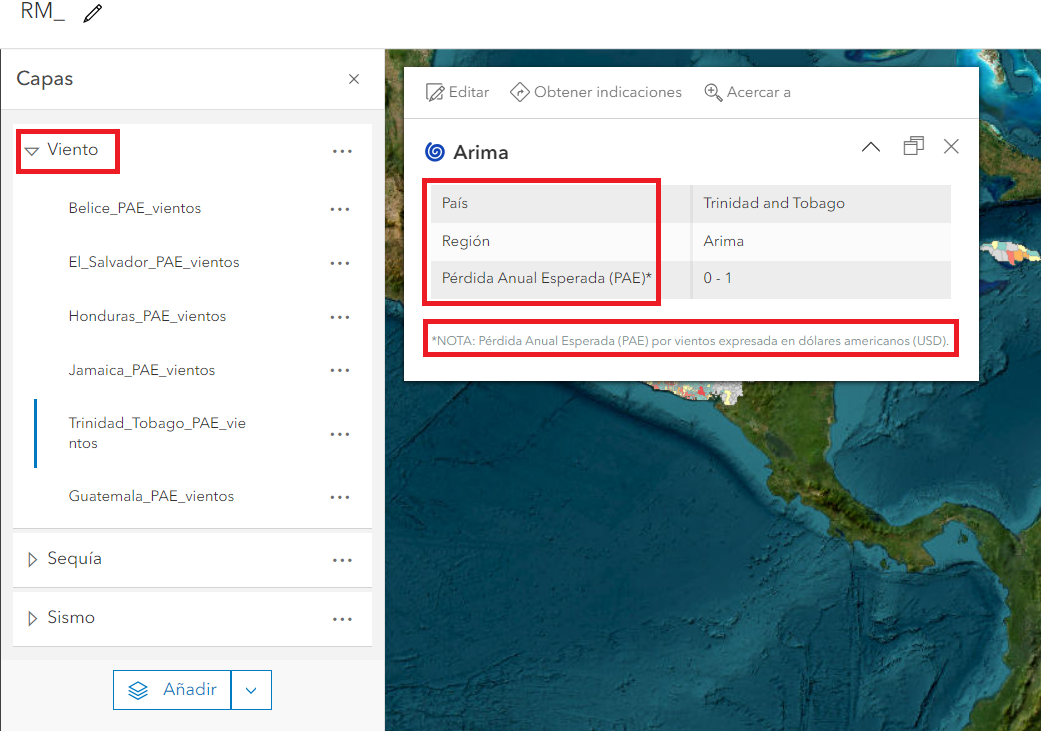 RM_
Capas
Viento
Belice_PAE_vientos
El_Salvador_PAE_vientos
Honduras_PAE_vientos
Jamaica_PAE_vientos
Trinidad_Tobago_PAE_vie
ntos
Guatemala_PAE_vientos
Sequía
Sismo
Añadir
Editar
Obtener indicaciones
Acercar a
Arima
País Trinidad and Tobago
Región Arima
Pérdida Anual Esperada (PAE)* 0 - 1
*NOTA: Pérdida Anual Esperada (PAE) por vientos expresada en dólares americanos (USD).